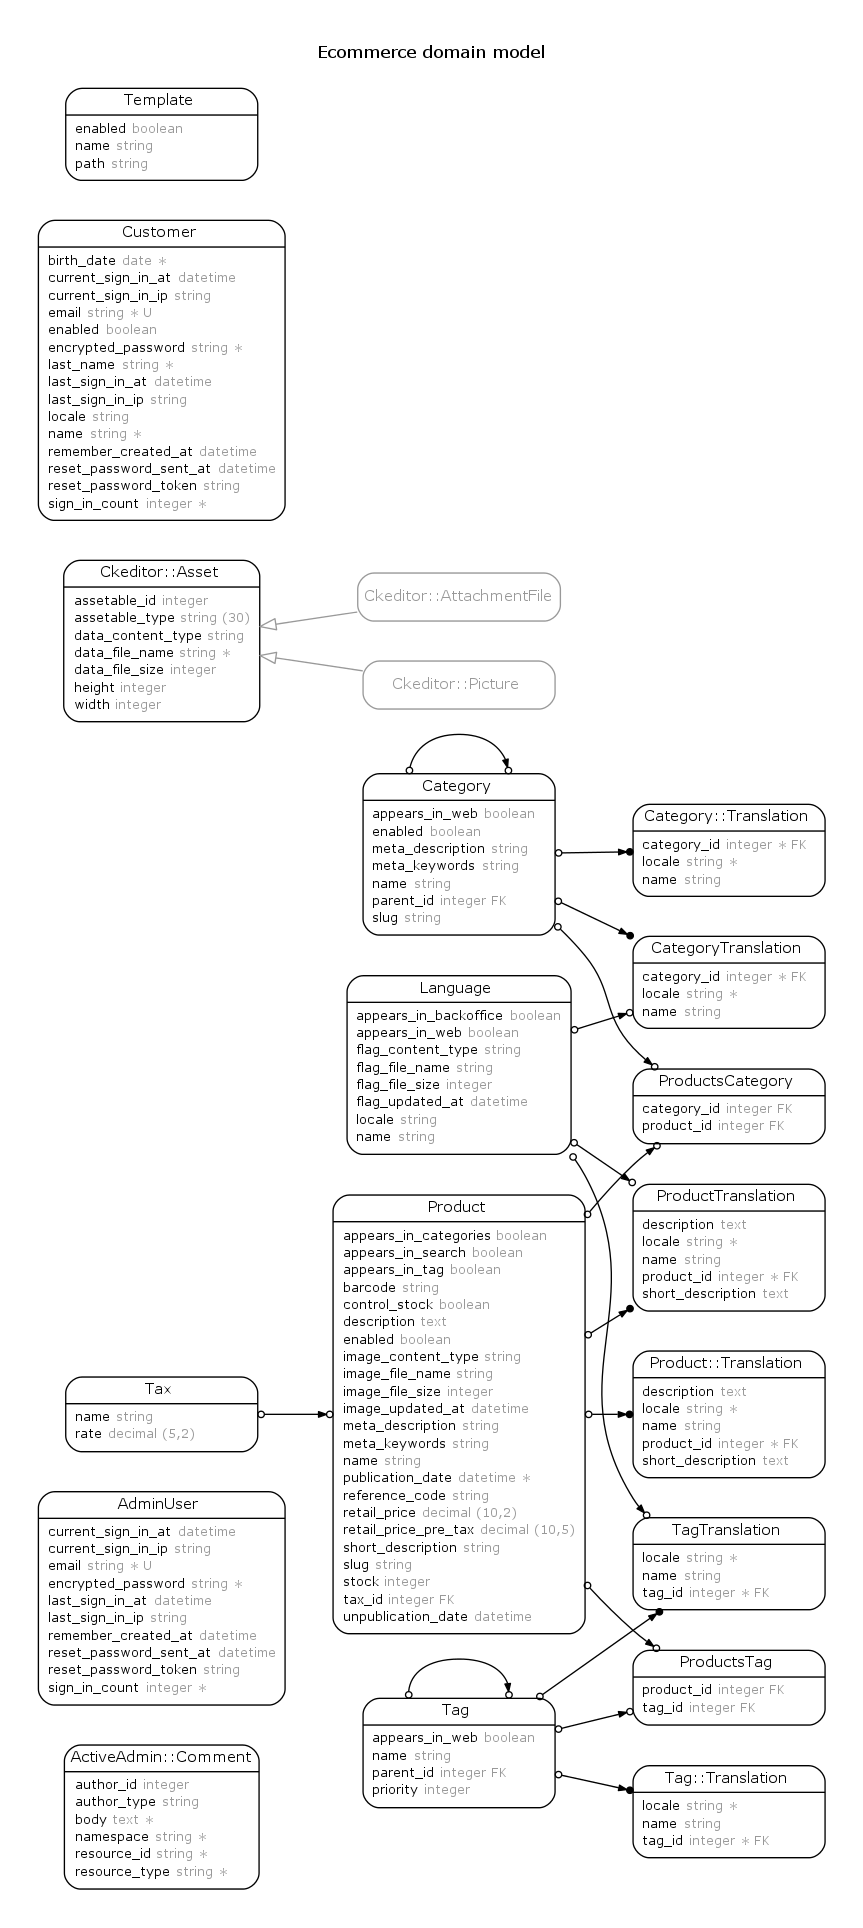 Ecommerce domain model
Template
enabled boolean
name string
path string
Customer
birth_date date *
current_sign_in_at datetime
current_sign_in_ip string
email string * U
enabled boolean
encrypted_password string *
last_name string *
last_sign_in_at datetime
last_sign_in_ip string
locale string
name string *
remember_created_at datetime
reset_password_sent_at datetime
reset_password_token string
sign_in_count integer *
Ckeditor::Asset
assetable_id integer
assetable_type string (30)
data_content_type string
data_file_name string *
data_file_size integer
height integer
width integer
Ckeditor::AttachmentFile
Ckeditor::Picture
Category
appears_in_web boolean
enabled boolean
meta_description string
meta_keywords string
name string
parent_id integer FK
slug string
Category::Translation
category_id integer * FK
locale string *
name string
CategoryTranslation
category_id integer * FK
locale string *
name string
Language
appears_in_backoffice boolean
appears_in_web boolean
flag_content_type string
flag_file_name string
flag_file_size integer
flag_updated_at datetime
locale string
name string
ProductsCategory
category_id integer FK
product_id integer FK
ProductTranslation
description text
locale string *
name string
product_id integer * FK
short_description text
Product
appears_in_categories boolean
appears_in_search boolean
appears_in_tag boolean
barcode string
control_stock boolean
description text
enabled boolean
image_content_type string
image_file_name string
image_file_size integer
image_updated_at datetime
meta_description string
meta_keywords string
name string
publication_date datetime *
reference_code string
retail_price decimal (10,2)
retail_price_pre_tax decimal (10,5)
short_description string
slug string
stock integer
tax_id integer FK
unpublication_date datetime
Product::Translation
description text
locale string *
name string
product_id integer * FK
short_description text
Tax
name string
rate decimal (5,2)
AdminUser
current_sign_in_at datetime
current_sign_in_ip string
email string * U
encrypted_password string *
last_sign_in_at datetime
last_sign_in_ip string
remember_created_at datetime
reset_password_sent_at datetime
reset_password_token string
sign_in_count integer *
TagTranslation
locale string *
name string
tag_id integer * FK
ProductsTag
product_id integer FK
tag_id integer FK
Tag
appears_in_web boolean
name string
parent_id integer FK
priority integer
Tag::Translation
locale string *
name string
tag_id integer * FK
ActiveAdmin::Comment
author_id integer
author_type string
body text *
namespace string *
resource_id string *
resource_type string *